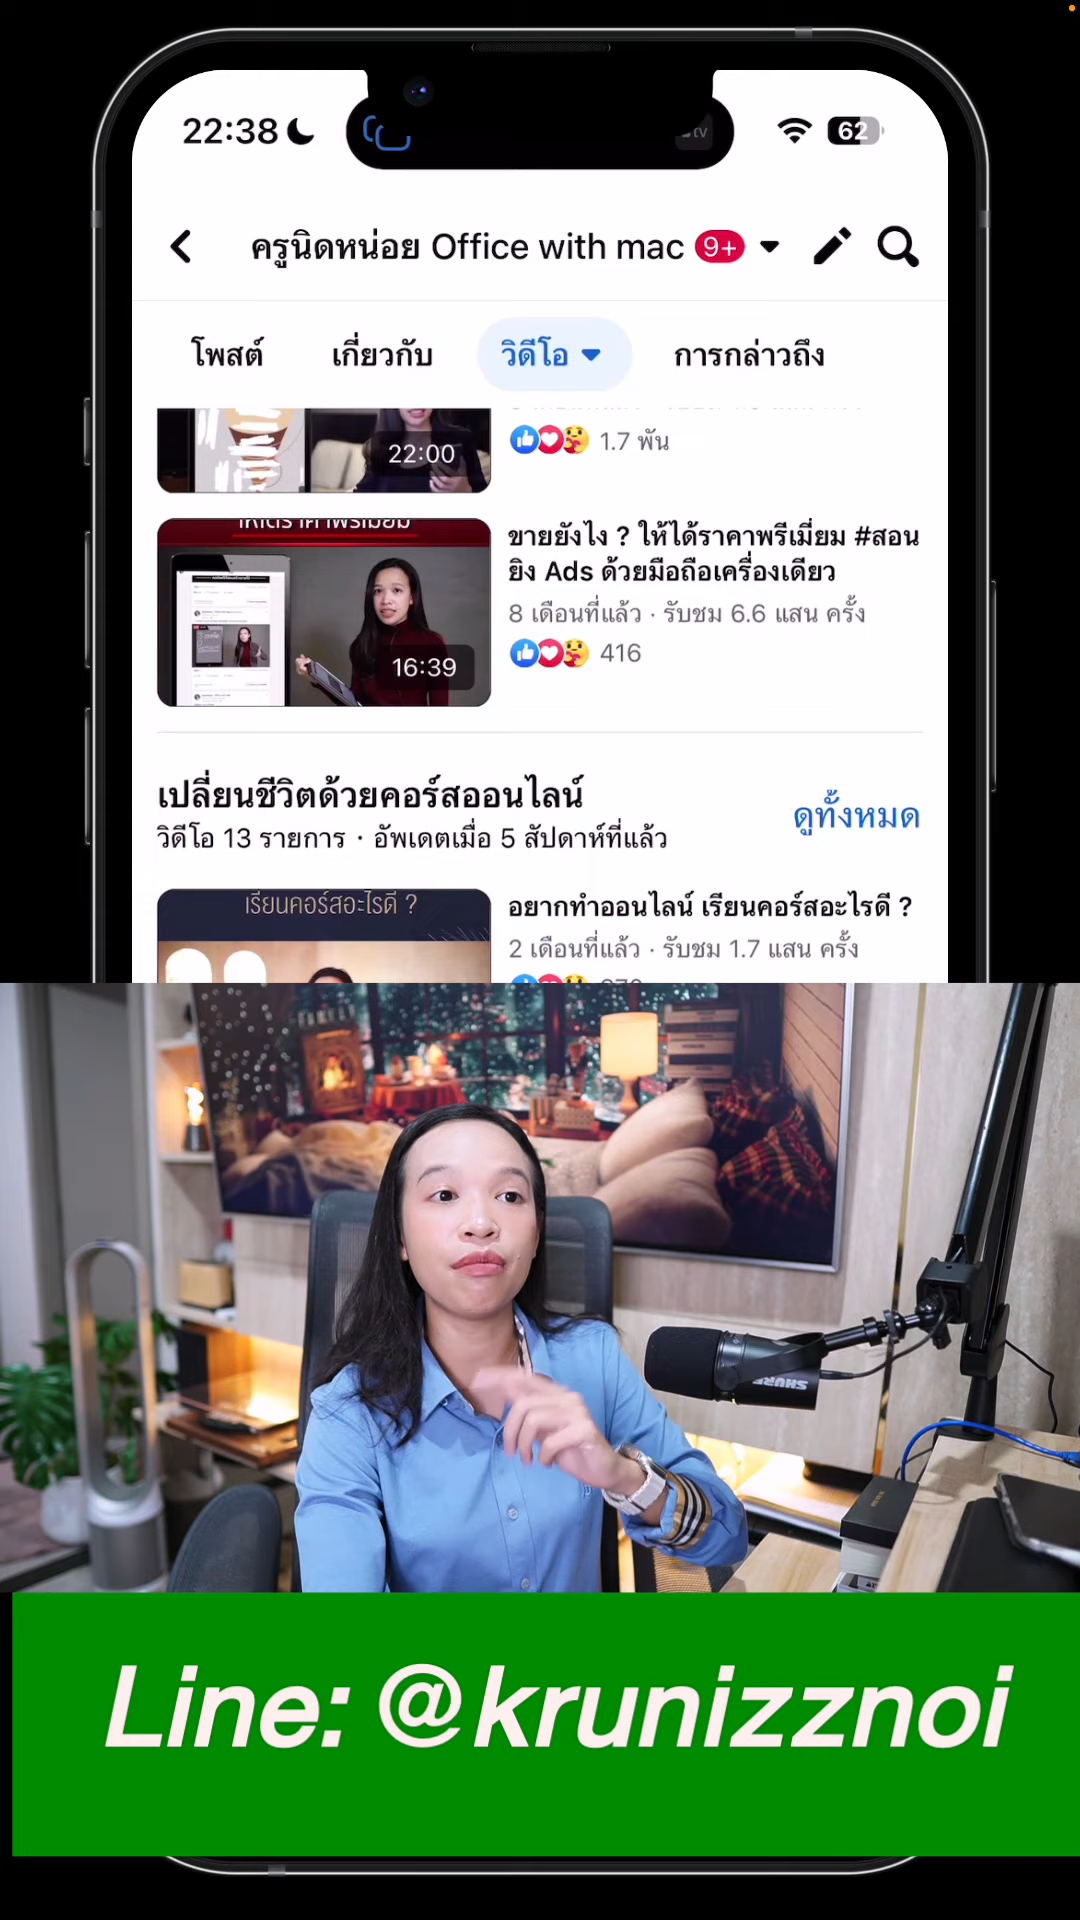 22:38
62
ครูนิดหน่อย Office with mac 9+
โพสต์ เกี่ยวกับ วิดีโอ การกล่าวถึง
22:00
1.7 พัน
ขายยังไง ? ให้ได้ราคาพรีเมี่ยม #สอน
ยิง Ads ด้วยมือถือเครื่องเดียว
8 เดือนที่แล้ว · รับชม 6.6 แสน ครั้ง
16:39
416
เปลี่ยนชีวิตด้วยคอร์สออนไลน์
ดูทั้งหมด
วิดีโอ 13 รายการ · อัพเดตเมื่อ 5 สัปดาห์ที่แล้ว
เรียนคอร์สอะไรดี ?
อยากทำออนไลน์ เรียนคอร์สอะไรดี ?
2 เดือนที่แล้ว · รับชม 1.7 แสน ครั้ง
SHURE
Line: @krunizznoi